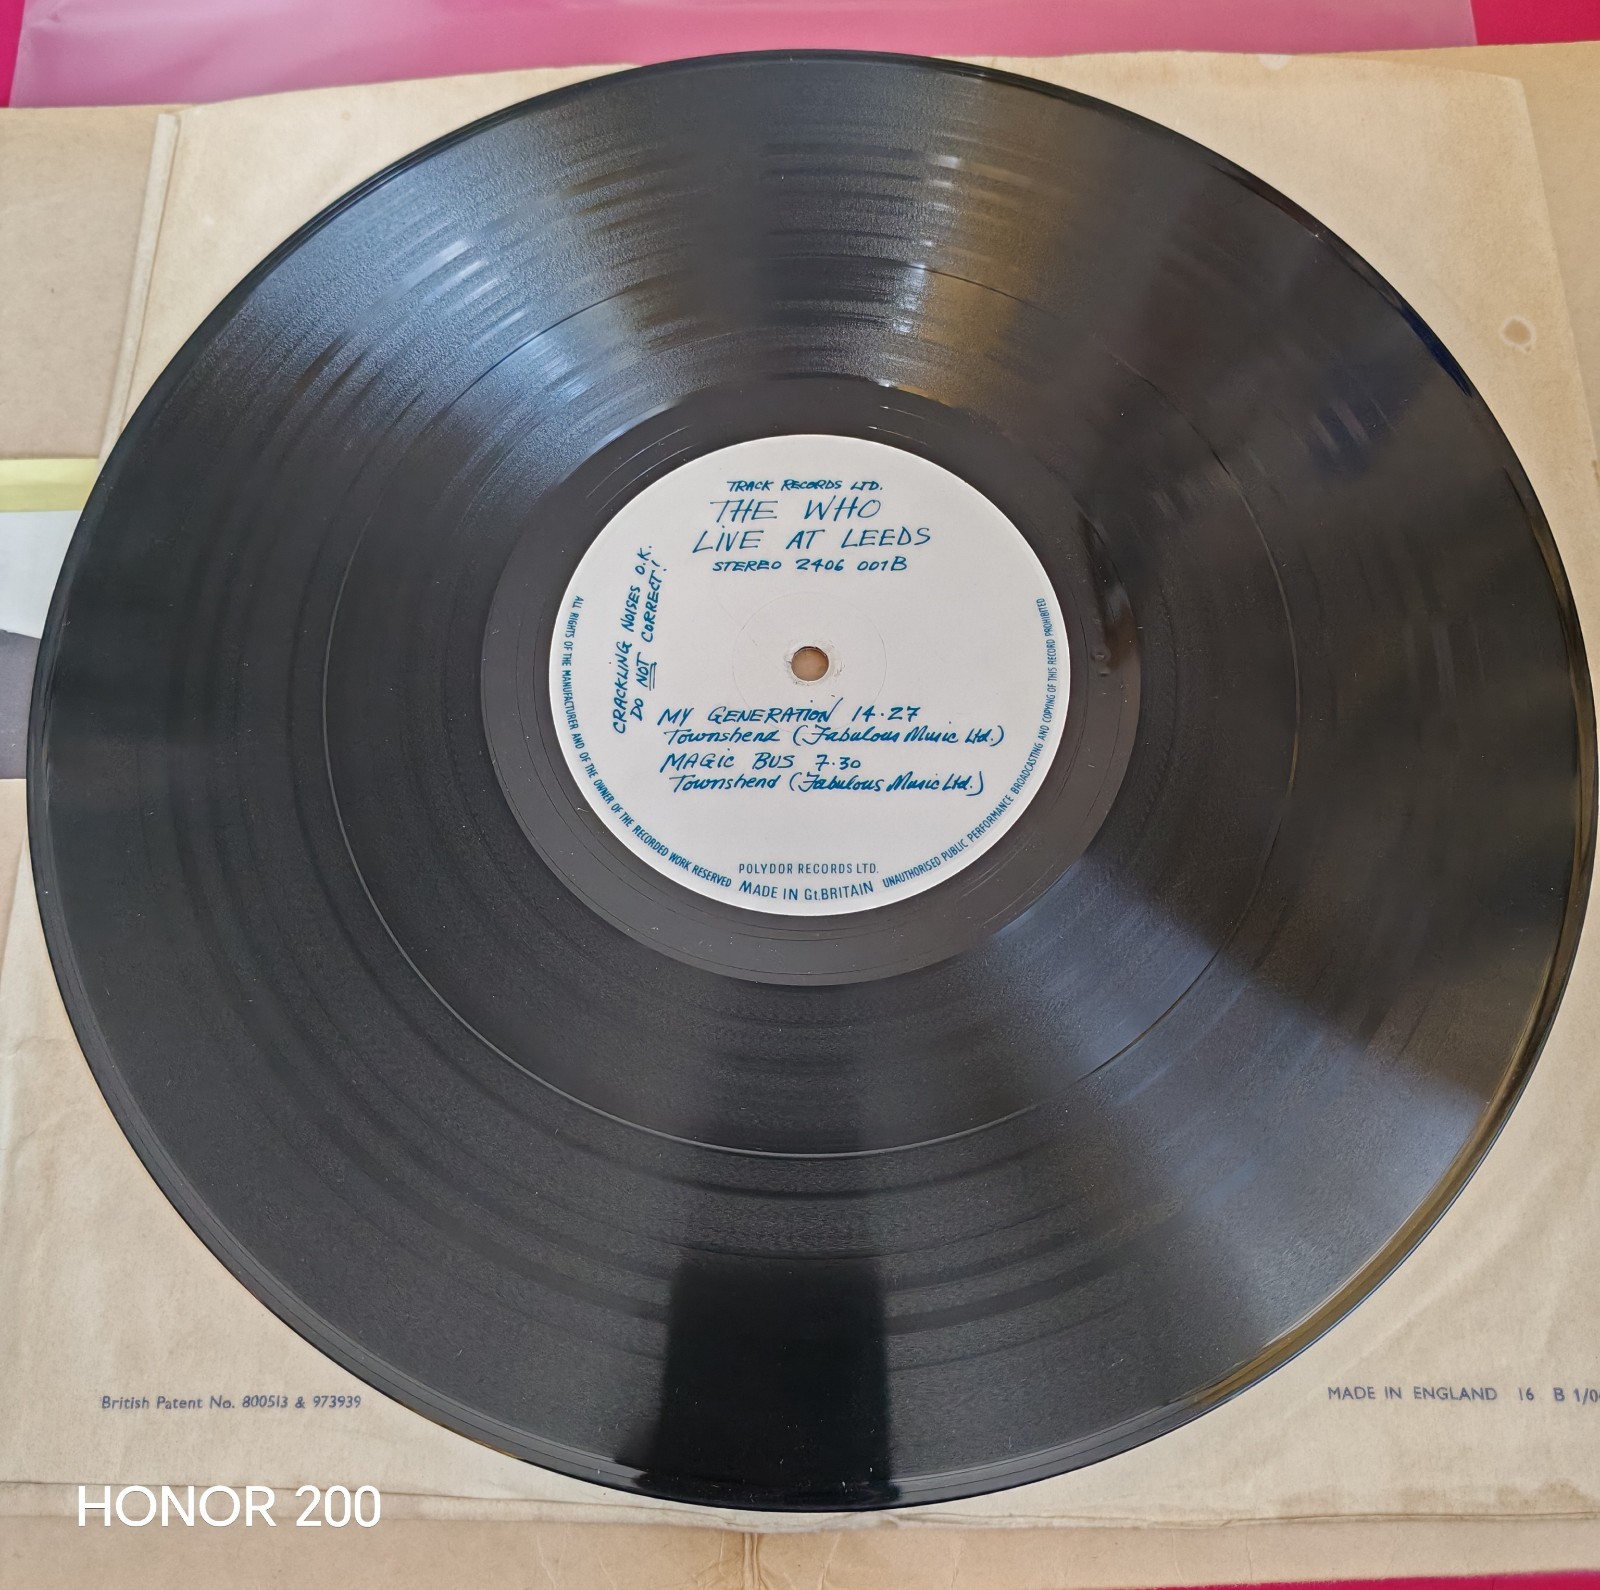 TRACK RECORDS LTD.
THE WHO
LiVE AT LEEDS
STEREO 2406 001B
CRACKLING NOISES O.K.
DO NOT CORRECT!
MY GENERATION 14·27
Townshend (Fabulous Music Ltd.)
MAGiC BUS 7·30
Townshend (Fabulous Music Ltd.)
POLYDOR RECORDS LTD.
MADE IN Gt.BRITAIN
ALL RIGHTS OF THE MANUFACTURER AND OF THE OWNER OF THE RECORDED WORK RESERVED
UNAUTHORISED PUBLIC PERFORMANCE BROADCASTING AND COPYING OF THIS RECORD PROHIBITED
British Patent No. 800513 & 973939
MADE IN ENGLAND 16 B 1/0
HONOR 200